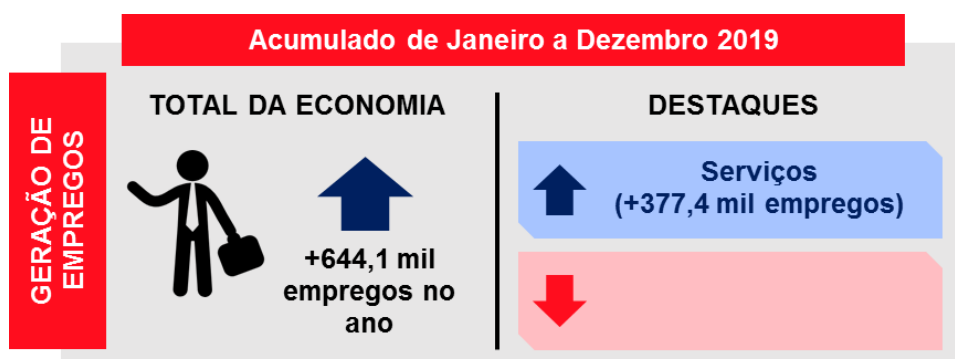 Acumulado de Janeiro a Dezembro 2019
GERAÇÃO DE
EMPREGOS
TOTAL DA ECONOMIA
+644,1 mil
empregos no
ano
DESTAQUES
Serviços
(+377,4 mil empregos)